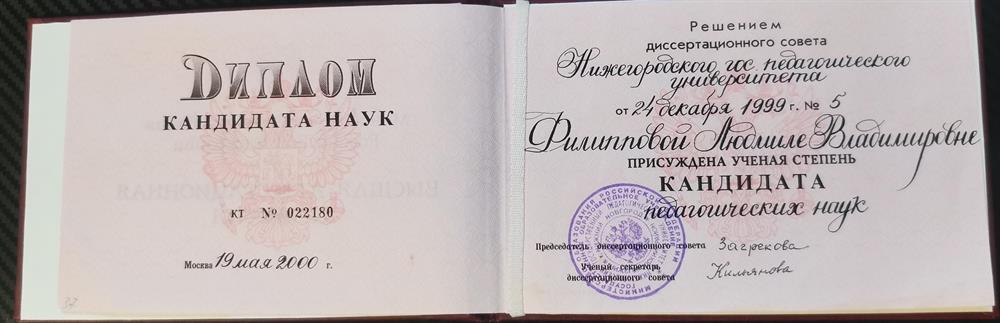 ДИПЛОМ
КАНДИДАТА НАУК
КТ № 022180
Москва 19 мая 2000 г.
37
Решением
диссертационного совета
Нижегородского гос. педагогического
университета
от 24 декабря 1999 г. № 5
Филипповой Людмиле Владимировне
ПРИСУЖДЕНА УЧЕНАЯ СТЕПЕНЬ
КАНДИДАТА
педагогических наук
Председатель диссертационного совета Загрекова
Ученый секретарь
диссертационного совета Кильянова